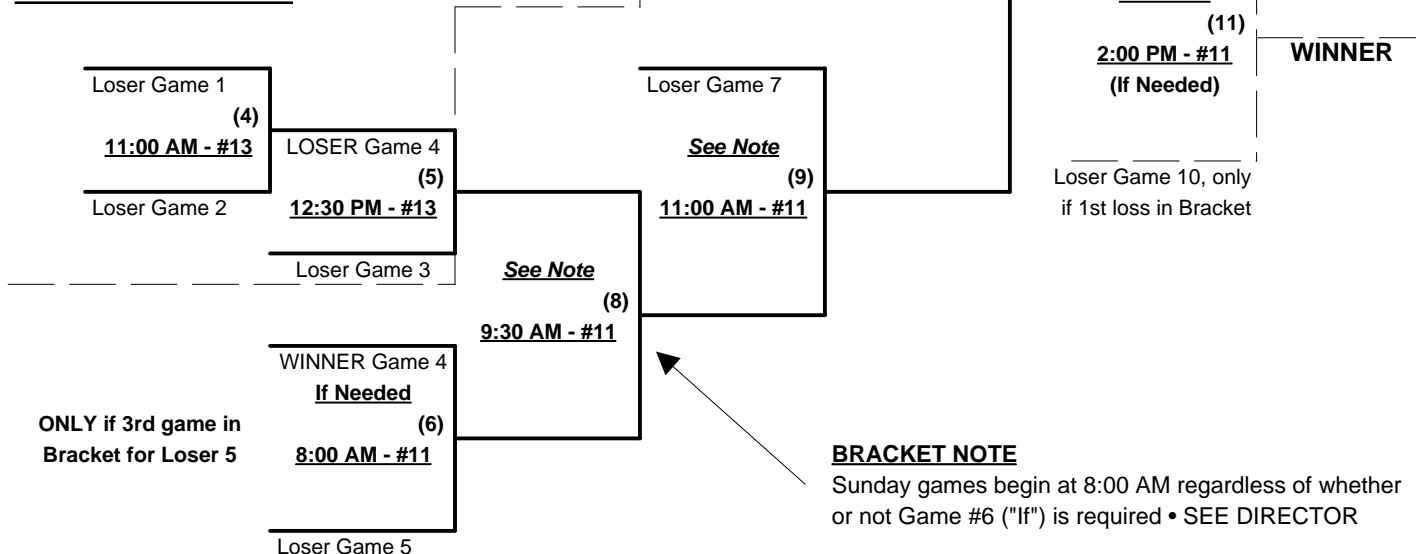 (11)
2:00 PM - #11
(If Needed)
WINNER
Loser Game 10, only
if 1st loss in Bracket
Loser Game 1
(4)
11:00 AM - #13
Loser Game 2
LOSER Game 4
(5)
12:30 PM - #13
Loser Game 3
Loser Game 7
See Note
(9)
11:00 AM - #11
See Note
(8)
9:30 AM - #11
WINNER Game 4
If Needed
(6)
8:00 AM - #11
Loser Game 5
ONLY if 3rd game in
Bracket for Loser 5
BRACKET NOTE
Sunday games begin at 8:00 AM regardless of whether
or not Game #6 ("If") is required • SEE DIRECTOR